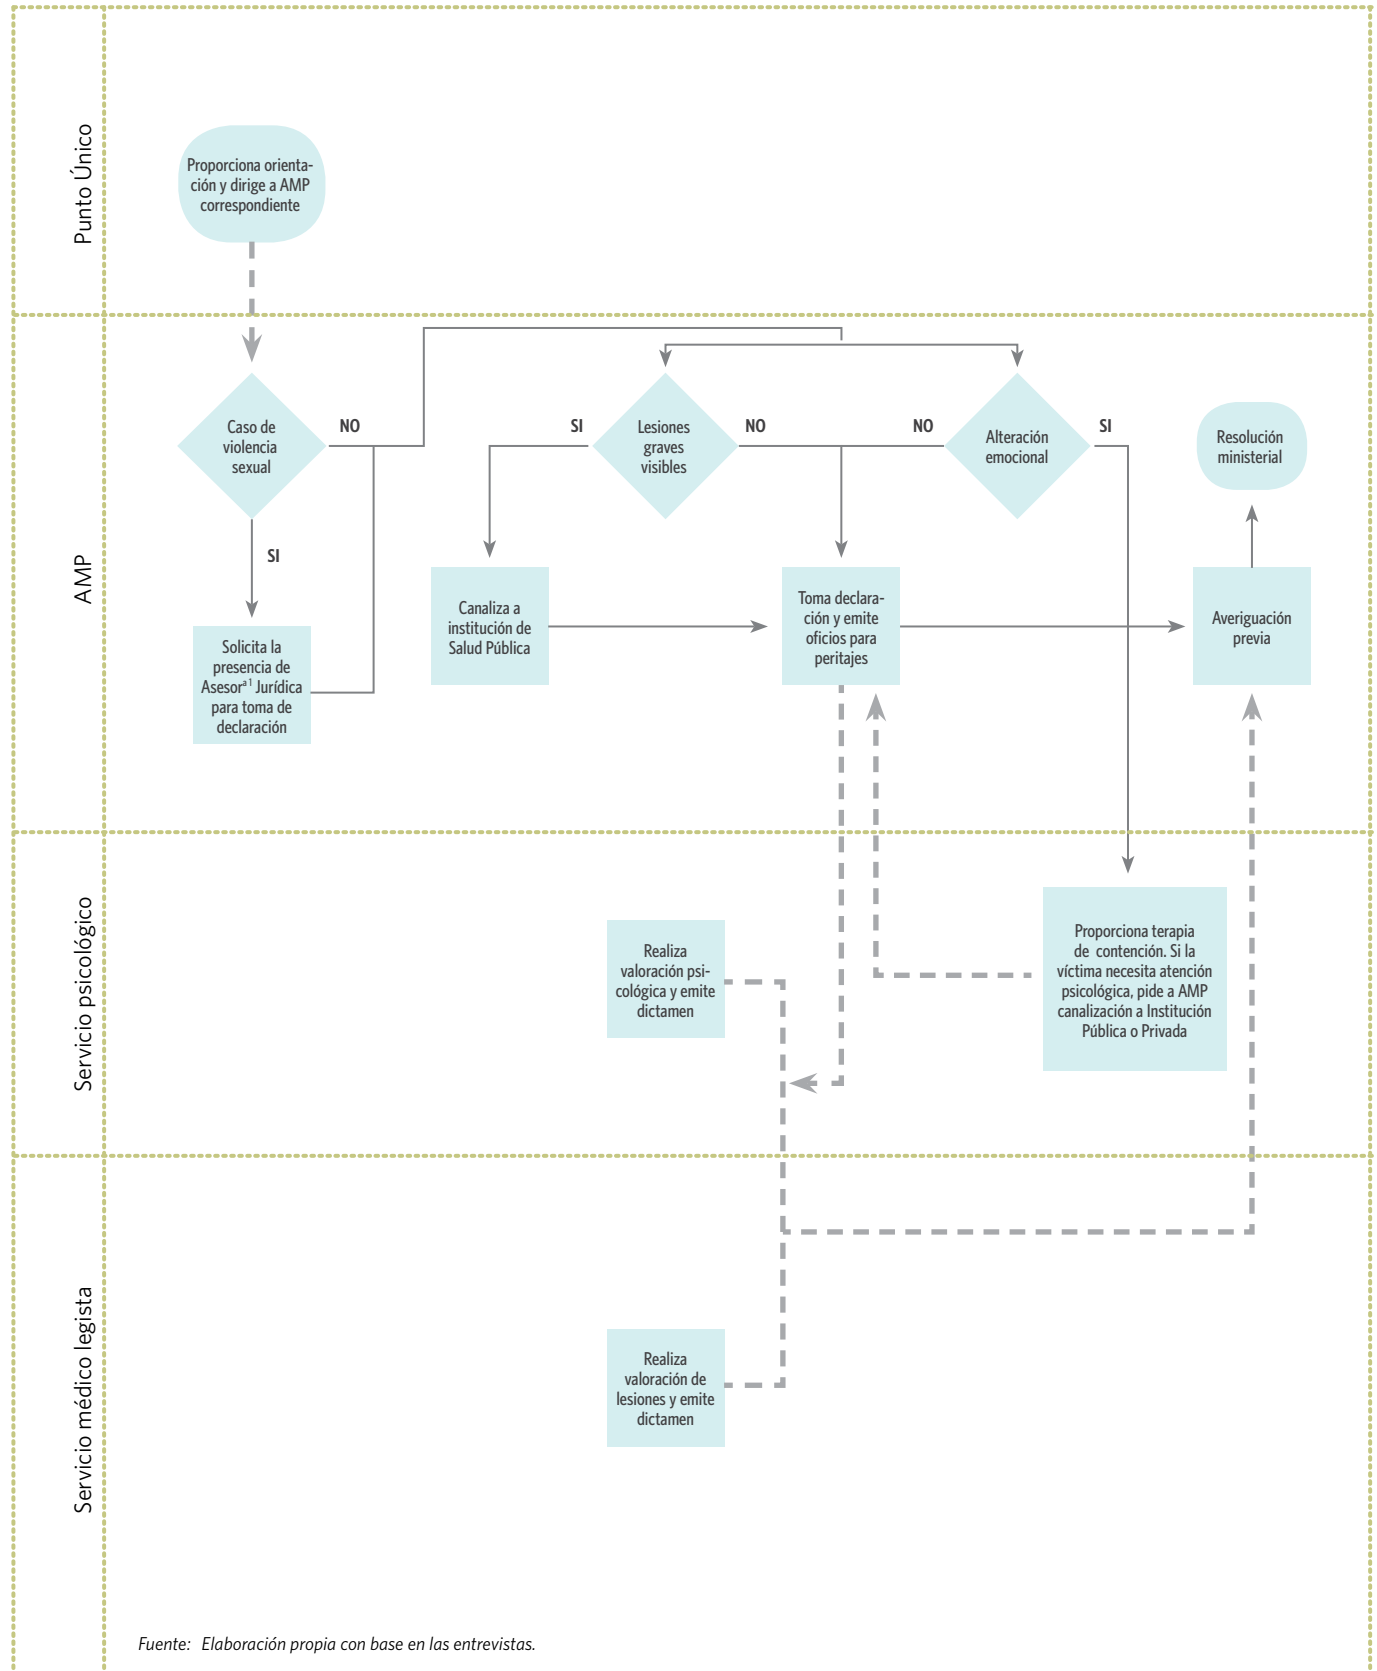 Punto Único
Proporciona orienta-
ción y dirige a AMP
correspondiente
AMP
Caso de
violencia
sexual
NO
SI
Solicita la
presencia de
Asesorª¹ Jurídica
para toma de
declaración
SI
Lesiones
graves
visibles
NO
NO
Alteración
emocional
SI
Resolución
ministerial
Canaliza a
institución de
Salud Pública
Toma declara-
ción y emite
oficios para
peritajes
Averiguación
previa
Servicio psicológico
Realiza
valoración psi-
cológica y emite
dictamen
Proporciona terapia
de contención. Si la
víctima necesita atención
psicológica, pide a AMP
canalización a Institución
Pública o Privada
Servicio médico legista
Realiza
valoración de
lesiones y emite
dictamen
Fuente: Elaboración propia con base en las entrevistas.